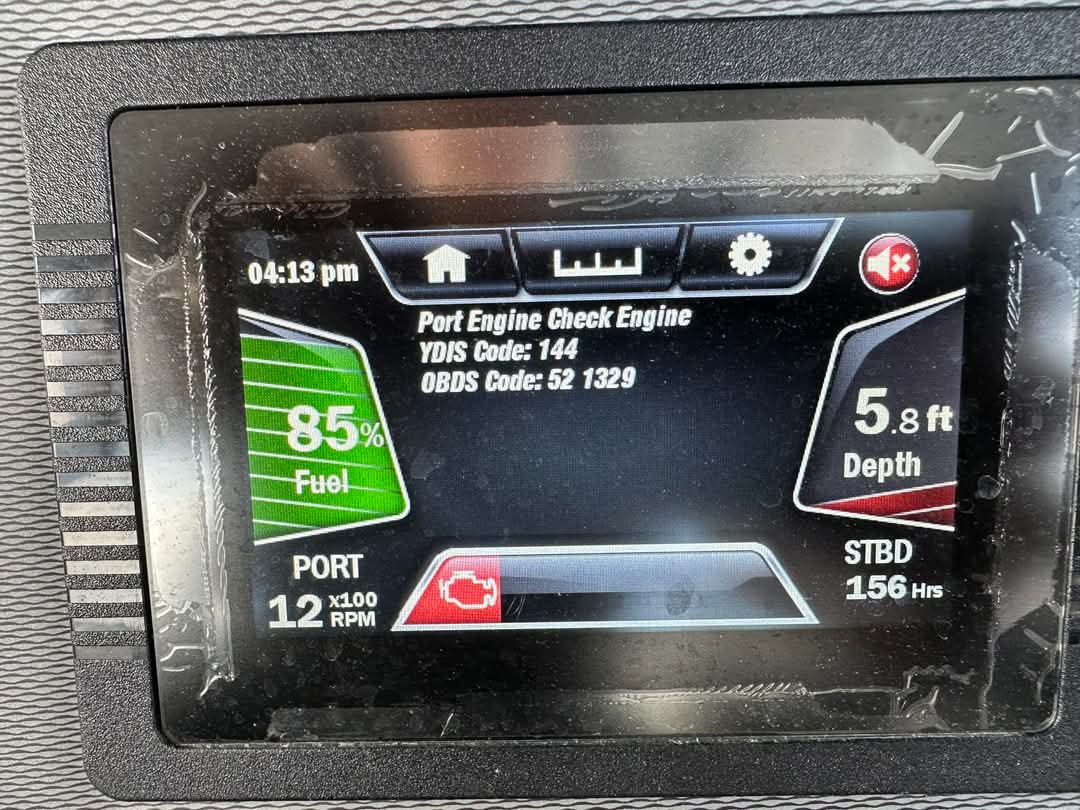 04:13 pm
Port Engine Check Engine
YDIS Code: 144
OBDS Code: 52 1329
85%
Fuel
5.8 ft
Depth
PORT
12 x100 RPM
STBD
156 Hrs